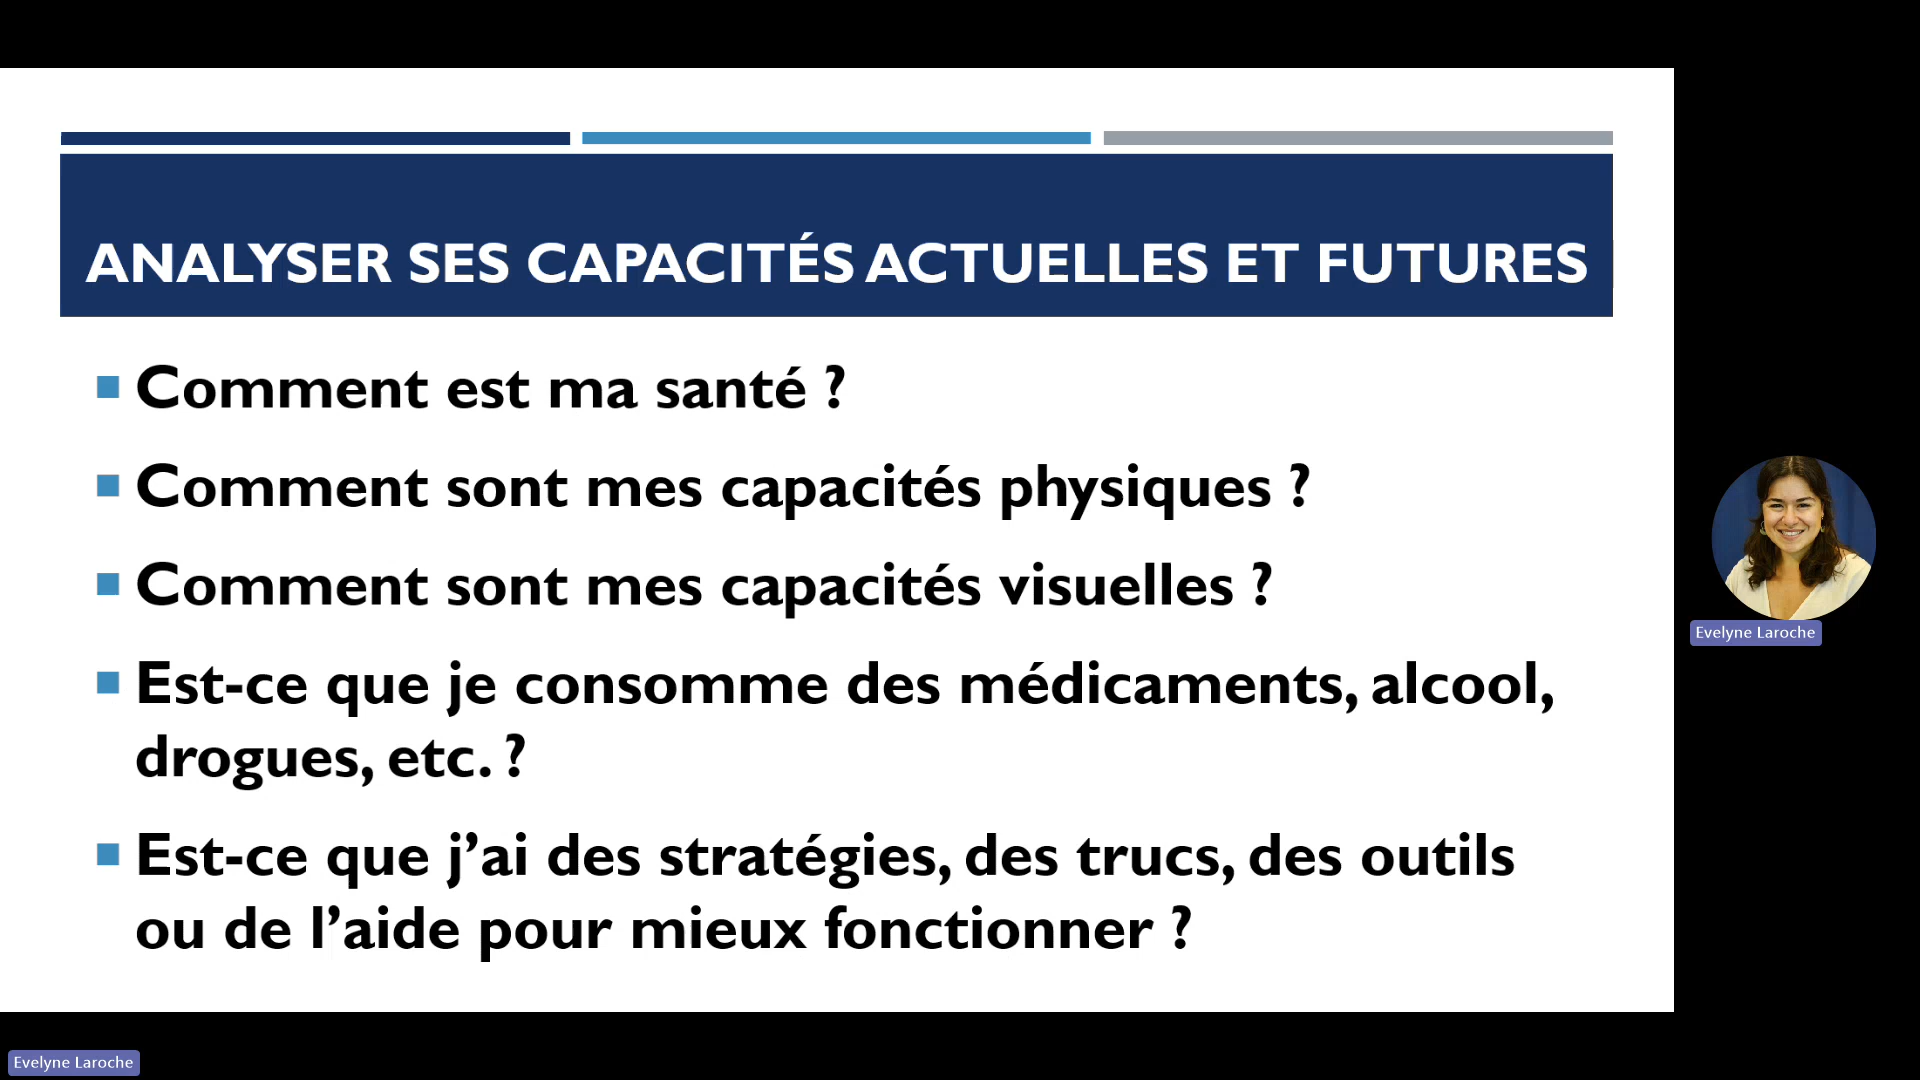 ANALYSER SES CAPACITÉS ACTUELLES ET FUTURES
Comment est ma santé ?
Comment sont mes capacités physiques ?
Comment sont mes capacités visuelles ?
Est-ce que je consomme des médicaments, alcool,
drogues, etc. ?
Est-ce que j’ai des stratégies, des trucs, des outils
ou de l’aide pour mieux fonctionner ?
Evelyne Laroche
Evelyne Laroche